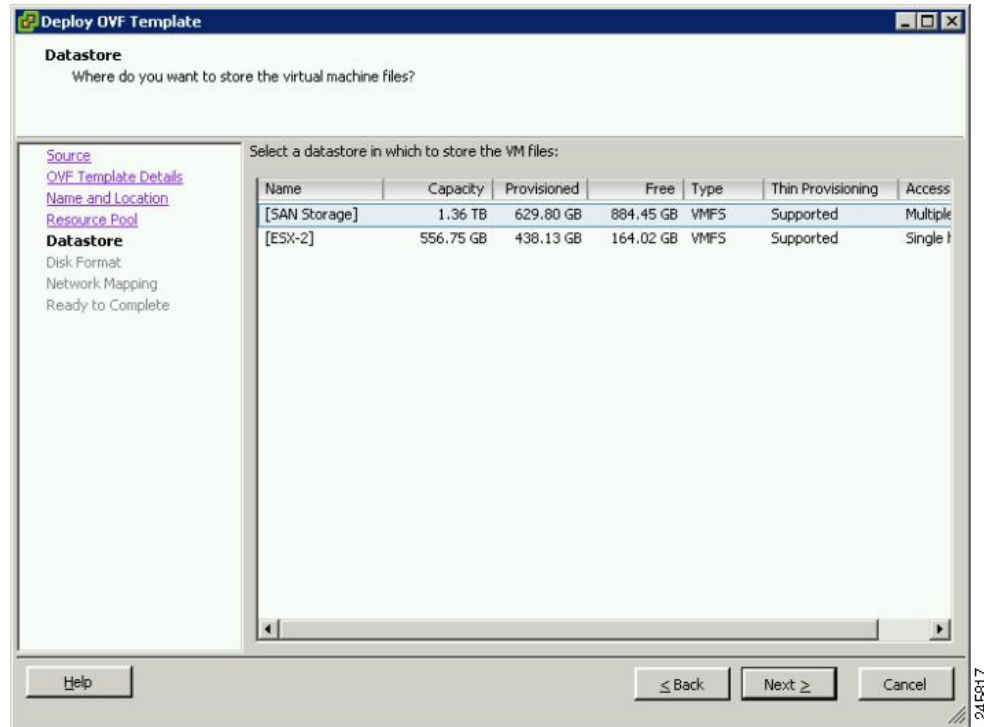 Deploy OVF Template
Datastore
Where do you want to store the virtual machine files?
Source
OVF Template Details
Name and Location
Resource Pool
Datastore
Disk Format
Network Mapping
Ready to Complete
Select a datastore in which to store the VM files:
Name Capacity Provisioned Free Type Thin Provisioning Access
[SAN Storage] 1.36 TB 629.80 GB 884.45 GB VMFS Supported Multiple
[ESX-2] 556.75 GB 438.13 GB 164.02 GB VMFS Supported Single h
Help
< Back
Next >
Cancel
245817